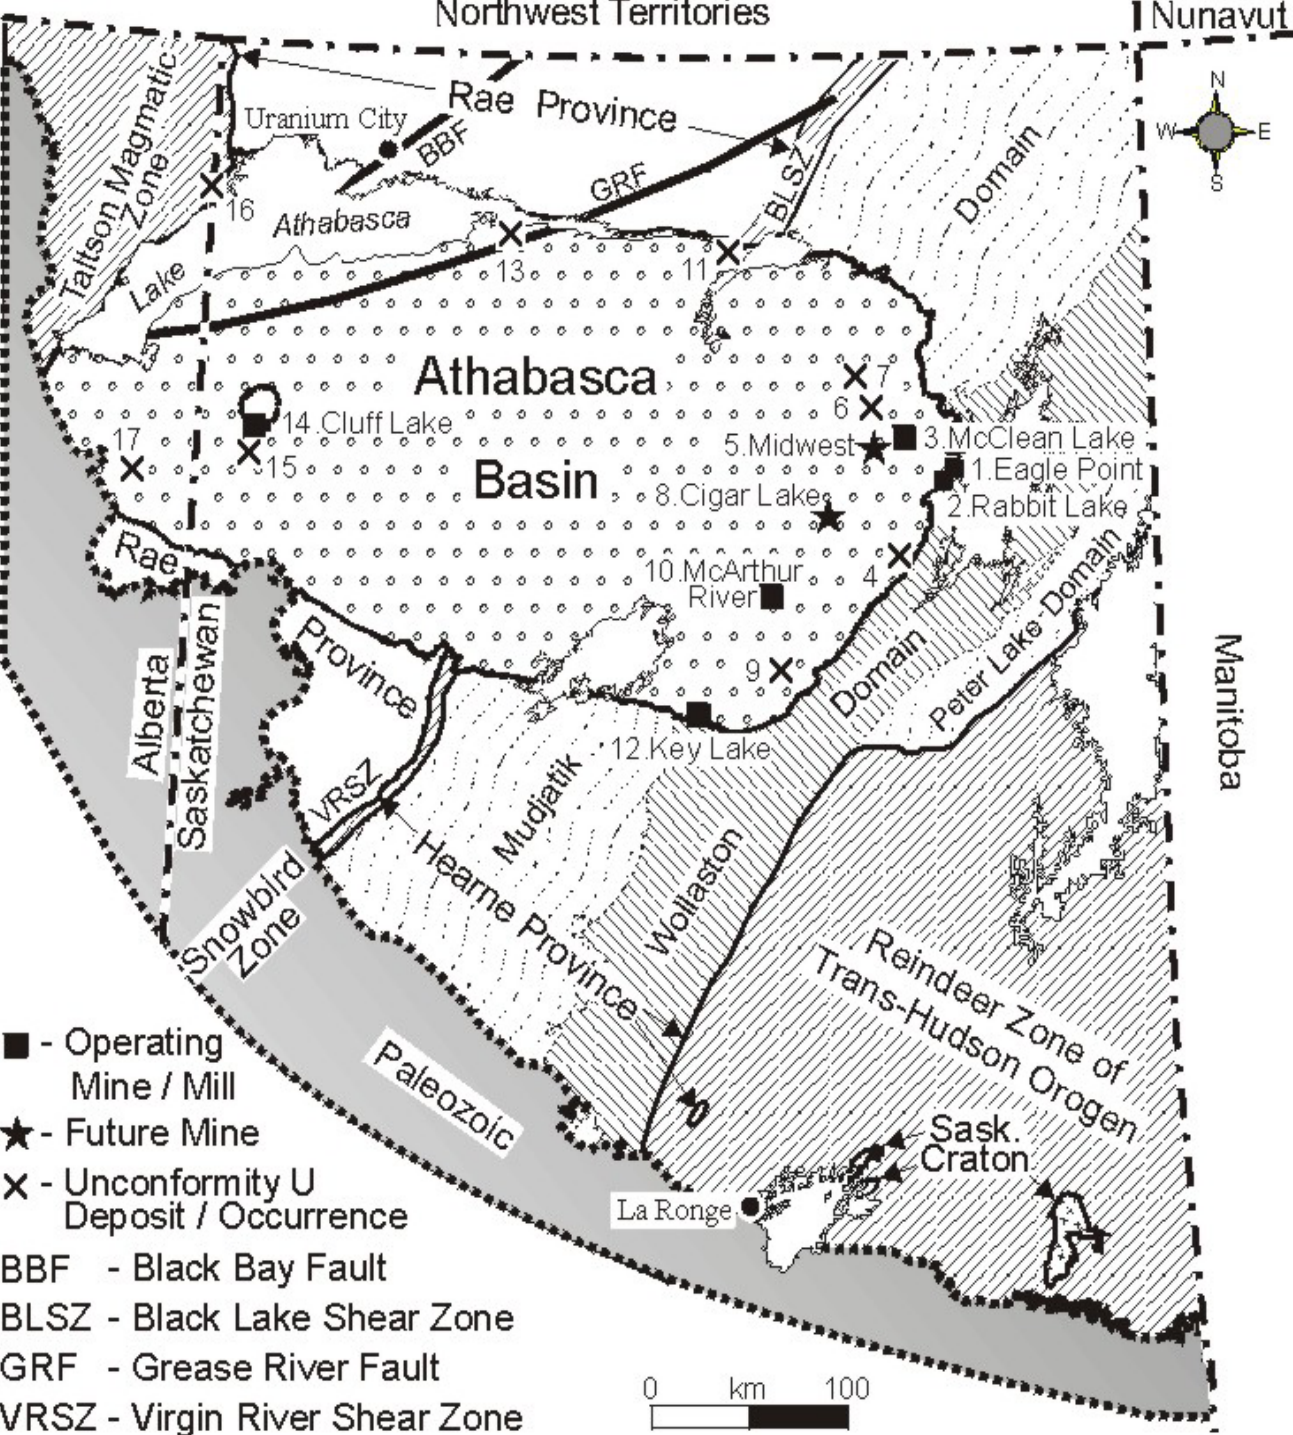 Northwest Territories
Nunavut
N
W E
S
Rae Province
Uranium City
BBF
GRF
BLSZ
Domain
Taltson Magmatic
Zone
16
Athabasca
Lake
13
11
Athabasca
Basin
7
6
14.Cluff Lake
15
17
5.Midwest
3.McClean Lake
1.Eagle Point
2.Rabbit Lake
8.Cigar Lake
10.McArthur
River
4
9
12.Key Lake
Rae
Province
Alberta
Saskatchewan
VRSZ
Snowbird
Zone
Mudjatik
Hearne Province
Wollaston
Domain
Peter Lake Domain
Manitoba
Reindeer Zone of
Trans-Hudson Orogen
Paleozoic
Sask.
Craton
La Ronge
- Operating
Mine / Mill
- Future Mine
- Unconformity U
Deposit / Occurrence
BBF - Black Bay Fault
BLSZ - Black Lake Shear Zone
GRF - Grease River Fault
VRSZ - Virgin River Shear Zone
0 km 100